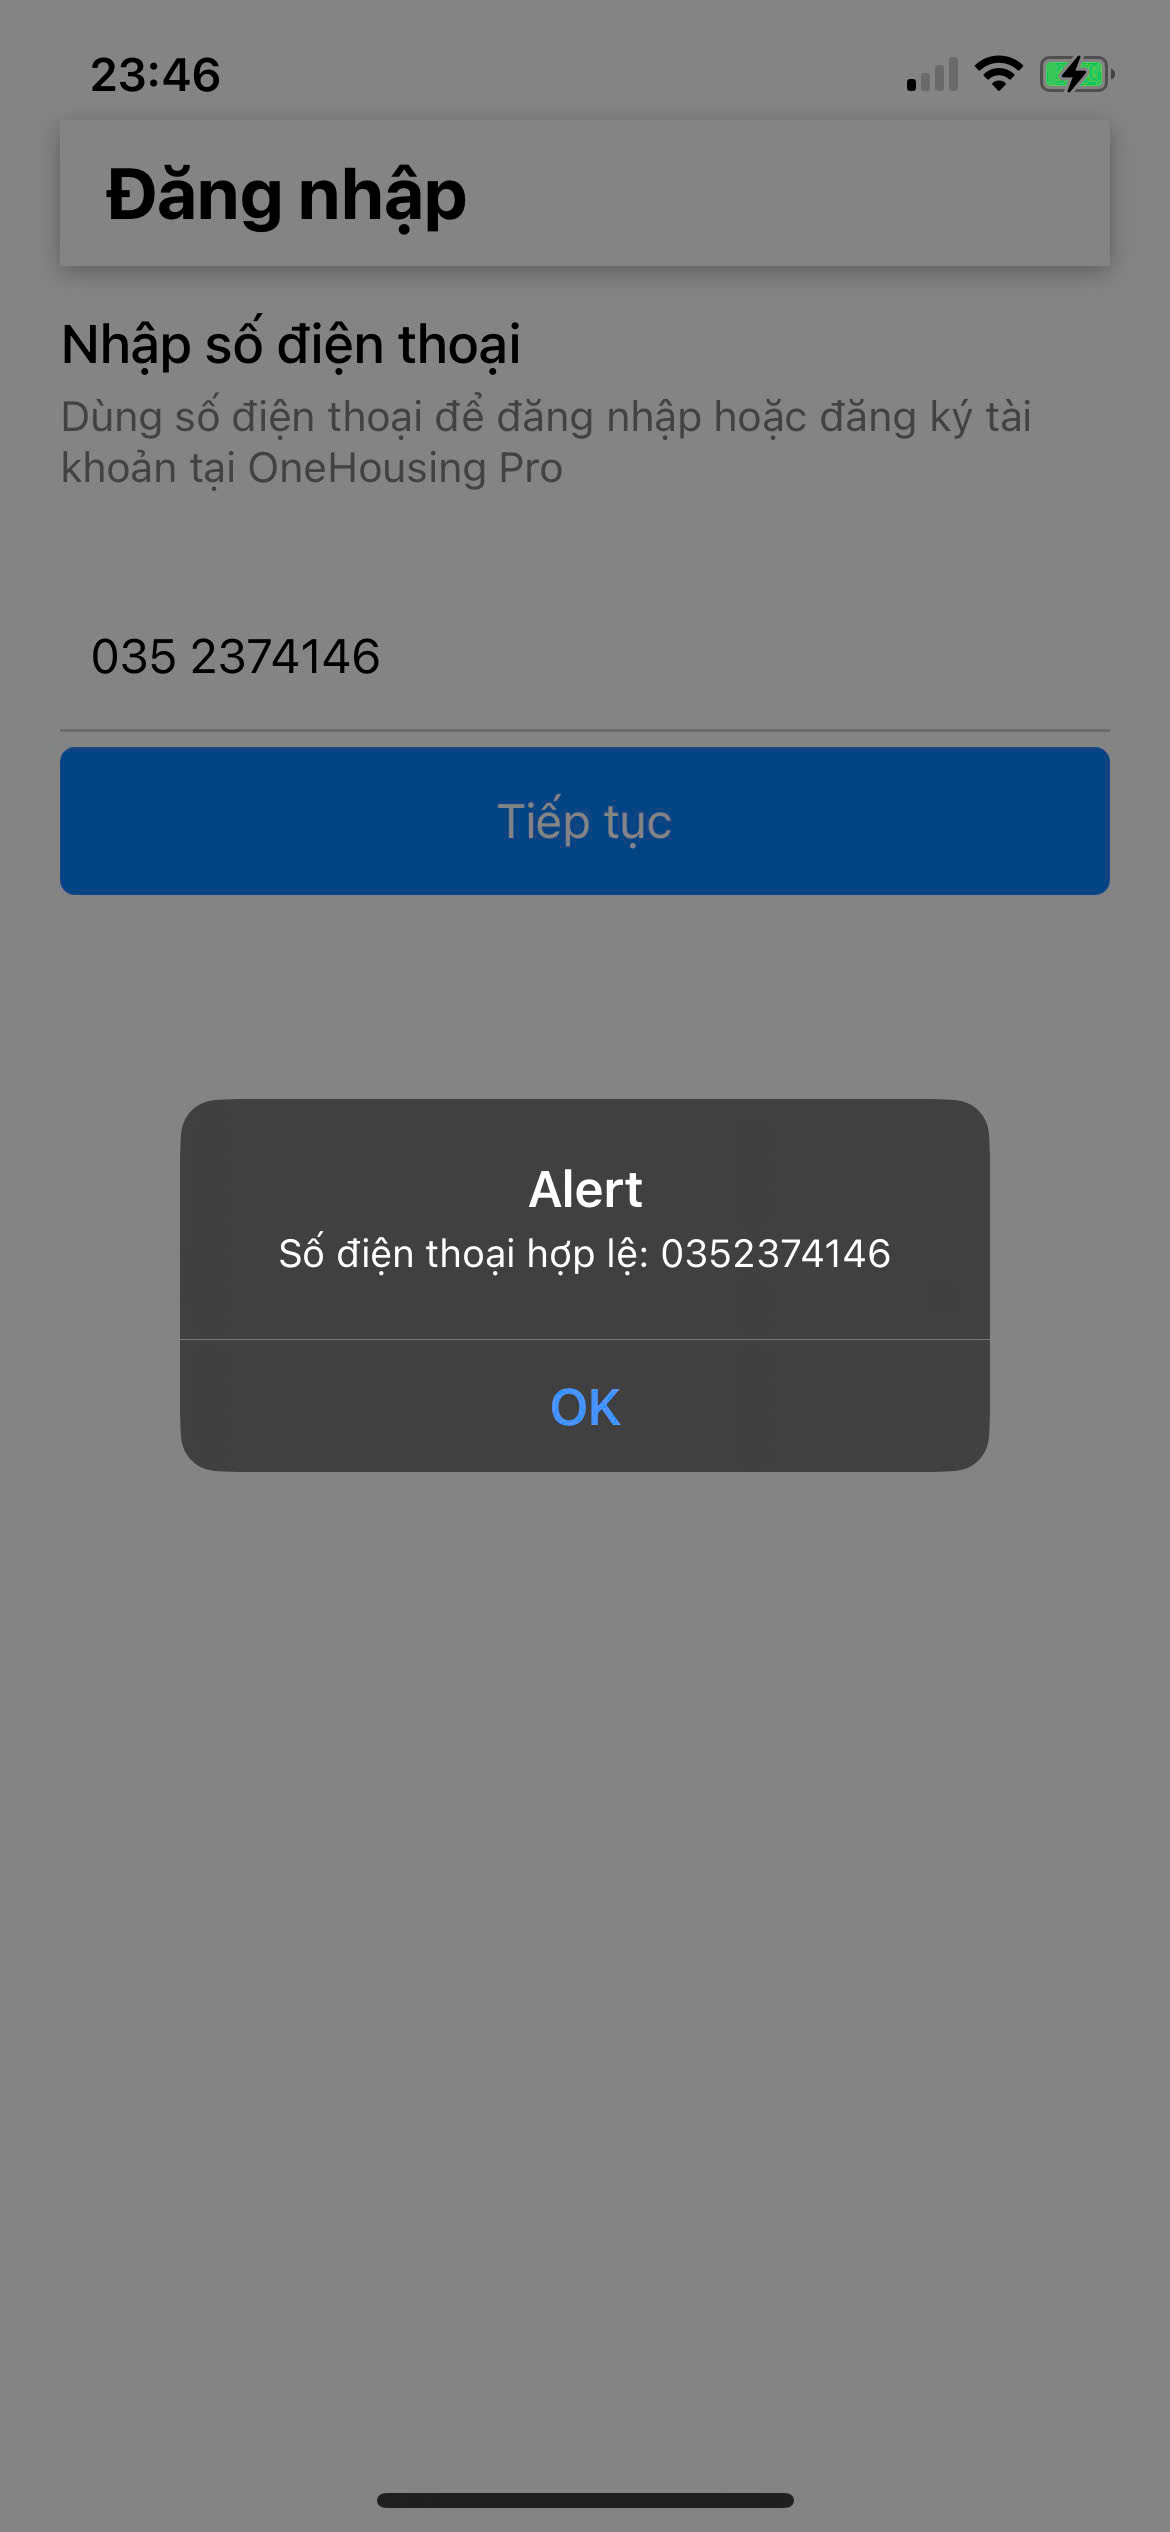 23:46
Đăng nhập
Nhập số điện thoại
Dùng số điện thoại để đăng nhập hoặc đăng ký tài
khoản tại OneHousing Pro
035 2374146
Tiếp tục
Alert
Số điện thoại hợp lệ: 0352374146
OK